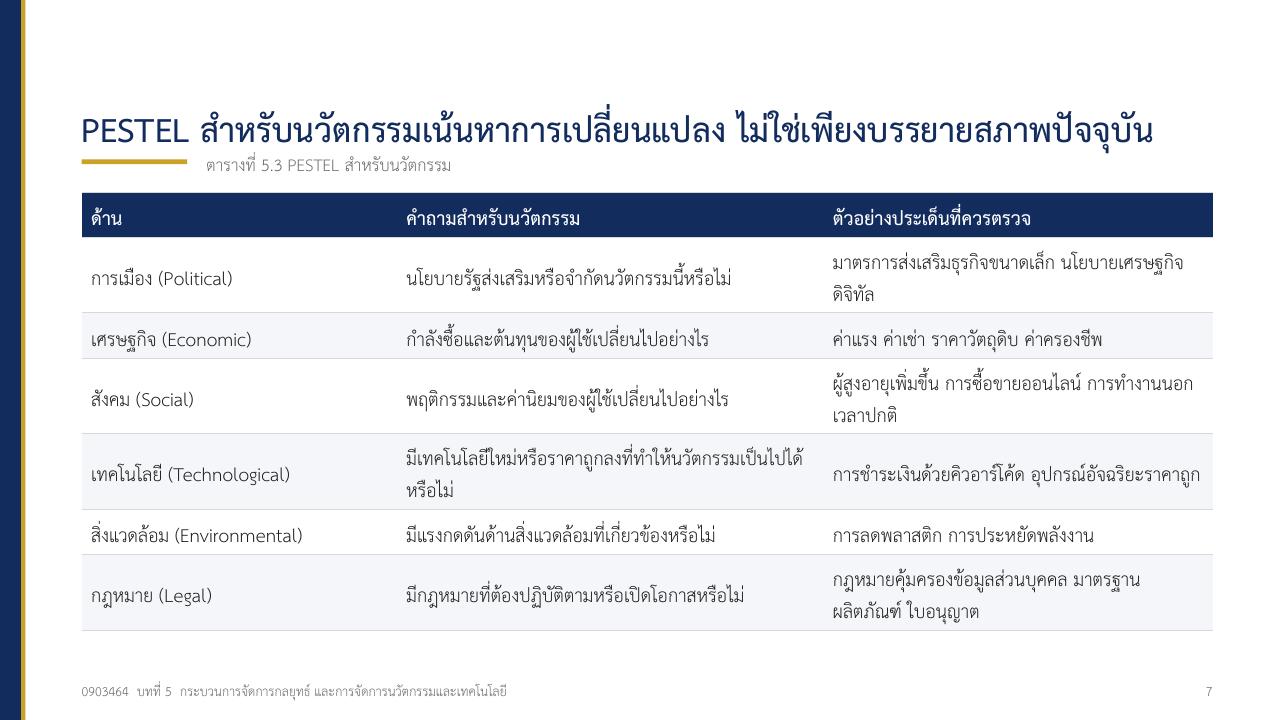 PESTEL สำหรับนวัตกรรมเน้นหาการเปลี่ยนแปลง ไม่ใช่เพียงบรรยายสภาพปัจจุบัน
ตารางที่ 5.3 PESTEL สำหรับนวัตกรรม
ด้าน คำถามสำหรับนวัตกรรม ตัวอย่างประเด็นที่ควรตรวจ
การเมือง (Political) นโยบายรัฐส่งเสริมหรือจำกัดนวัตกรรมนี้หรือไม่ มาตรการส่งเสริมธุรกิจขนาดเล็ก นโยบายเศรษฐกิจ
ดิจิทัล
เศรษฐกิจ (Economic) กำลังซื้อและต้นทุนของผู้ใช้เปลี่ยนไปอย่างไร ค่าแรง ค่าเช่า ราคาวัตถุดิบ ค่าครองชีพ
สังคม (Social) พฤติกรรมและค่านิยมของผู้ใช้เปลี่ยนไปอย่างไร ผู้สูงอายุเพิ่มขึ้น การซื้อขายออนไลน์ การทำงานนอก
เวลาปกติ
เทคโนโลยี (Technological) มีเทคโนโลยีใหม่หรือราคาถูกลงที่ทำให้นวัตกรรมเป็นไปได้
หรือไม่ การชำระเงินด้วยคิวอาร์โค้ด อุปกรณ์อัจฉริยะราคาถูก
สิ่งแวดล้อม (Environmental) มีแรงกดดันด้านสิ่งแวดล้อมที่เกี่ยวข้องหรือไม่ การลดพลาสติก การประหยัดพลังงาน
กฎหมาย (Legal) มีกฎหมายที่ต้องปฏิบัติตามหรือเปิดโอกาสหรือไม่ กฎหมายคุ้มครองข้อมูลส่วนบุคคล มาตรฐาน
ผลิตภัณฑ์ ใบอนุญาต
0903464 บทที่ 5 กระบวนการจัดการกลยุทธ์ และการจัดการนวัตกรรมและเทคโนโลยี 7